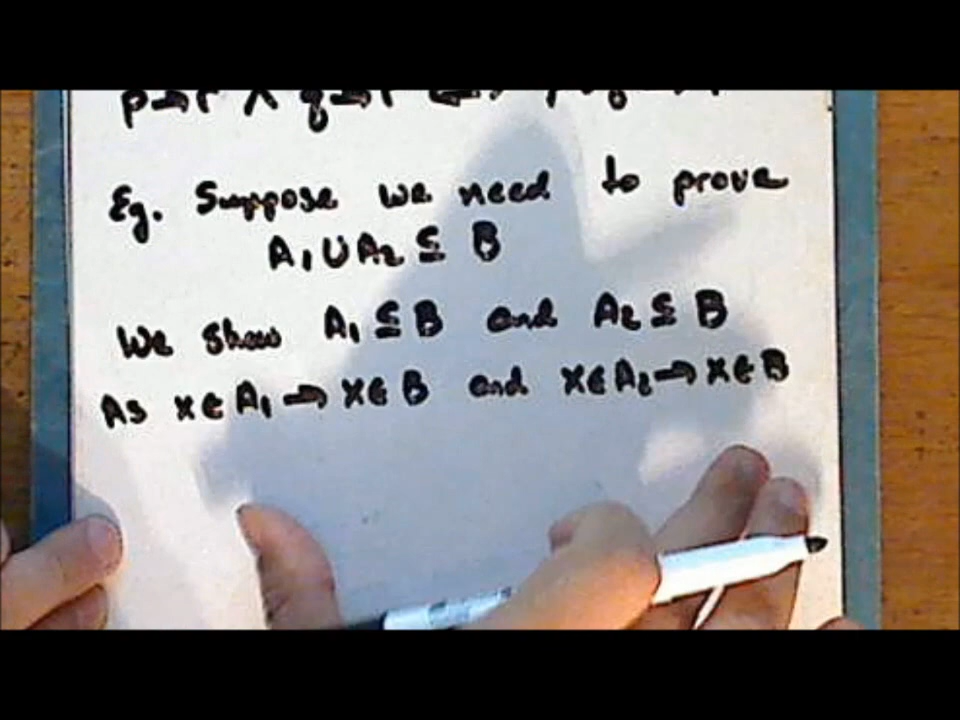 p→r ∧ q→r
Eg. Suppose we need to prove
A₁∪A₂ ⊆ B
We show A₁ ⊆ B and A₂ ⊆ B
As x∈A₁ → x∈B and x∈A₂ → x∈B